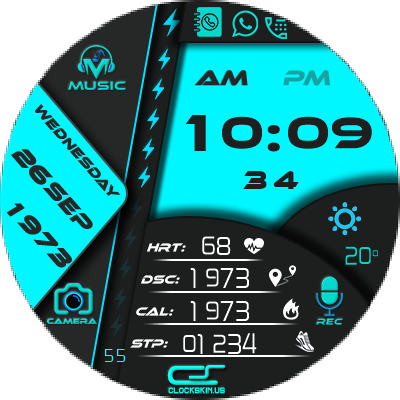 MUSIC
AM PM
10:09
34
WEDNESDAY
26SEP
1973
HRT: 68
DSC: 1973
CAL: 1973
STP: 01234
20°
CAMERA
REC
55
CLOCKSKIN.US